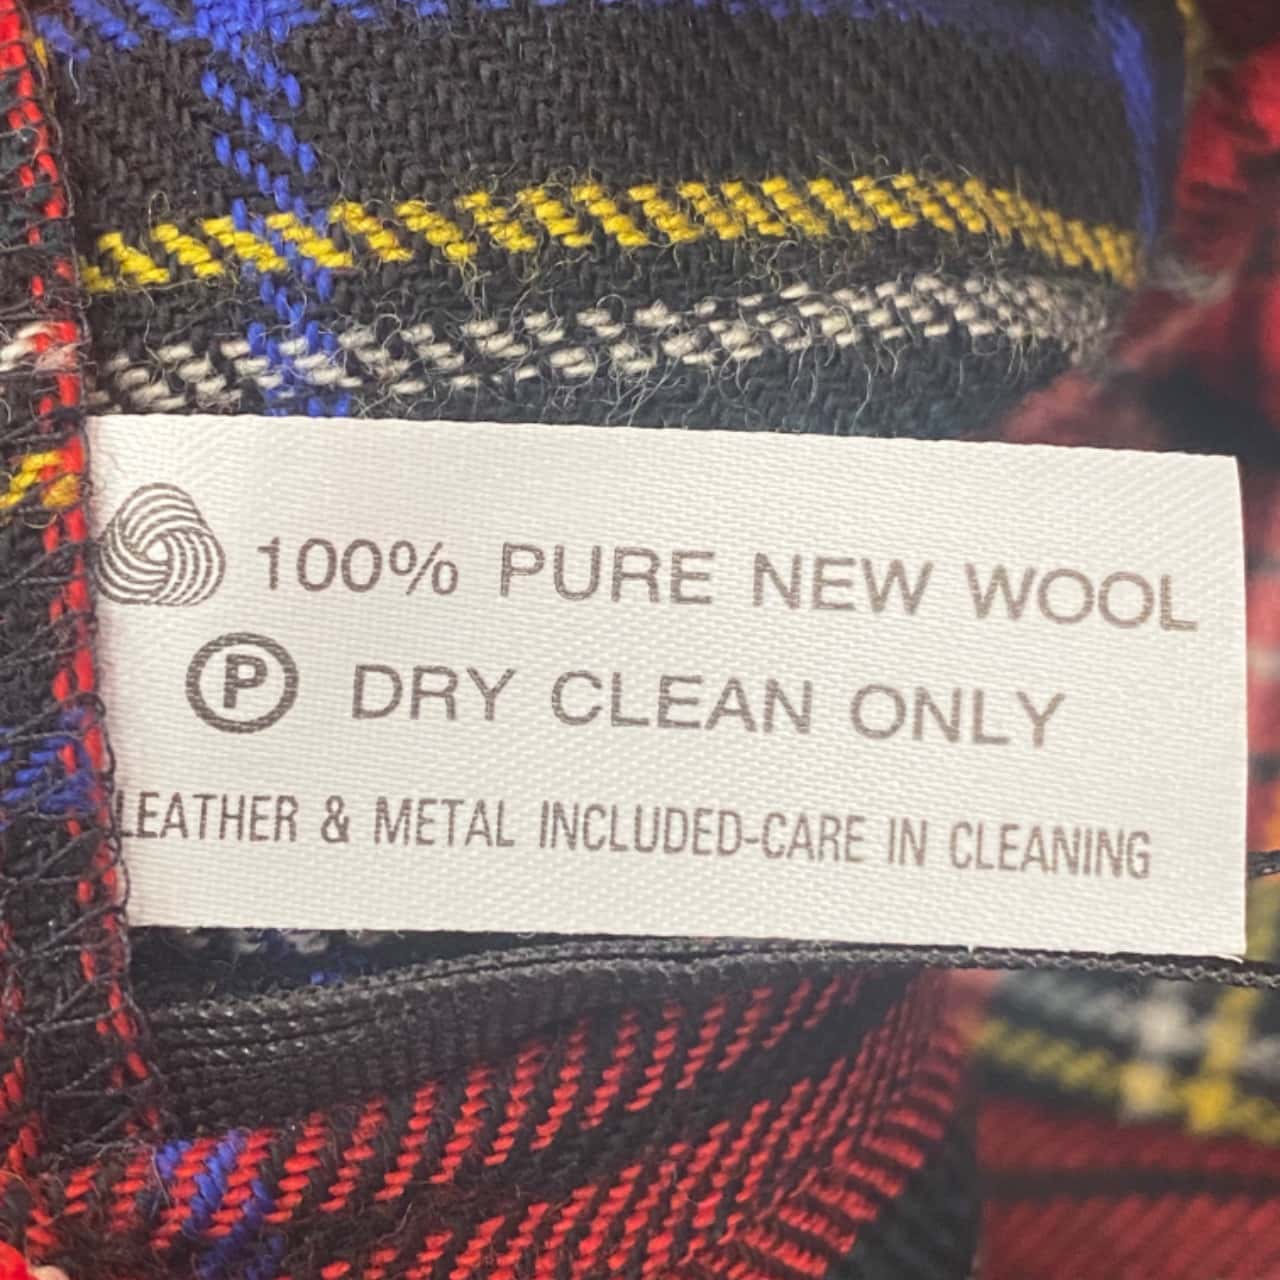 100% PURE NEW WOOL
P DRY CLEAN ONLY
LEATHER & METAL INCLUDED-CARE IN CLEANING